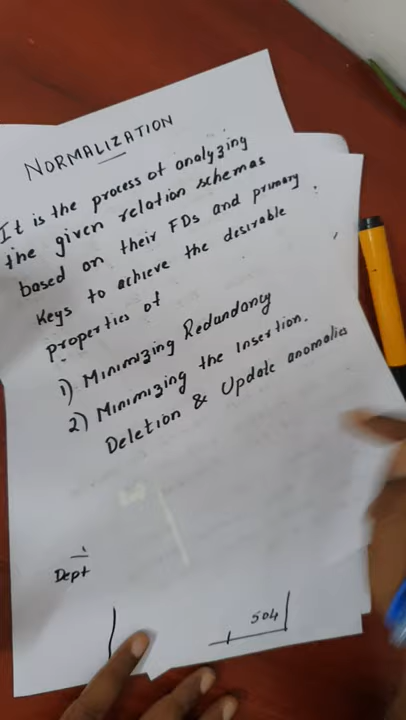 NORMALIZATION
It is the process of analyzing
the given relation schemas
based on their FDs and primary
keys to achieve the desirable
properties of
1) Minimizing Redundancy
2) Minimizing the Insertion.
Deletion & Update anomalies
Dept
504